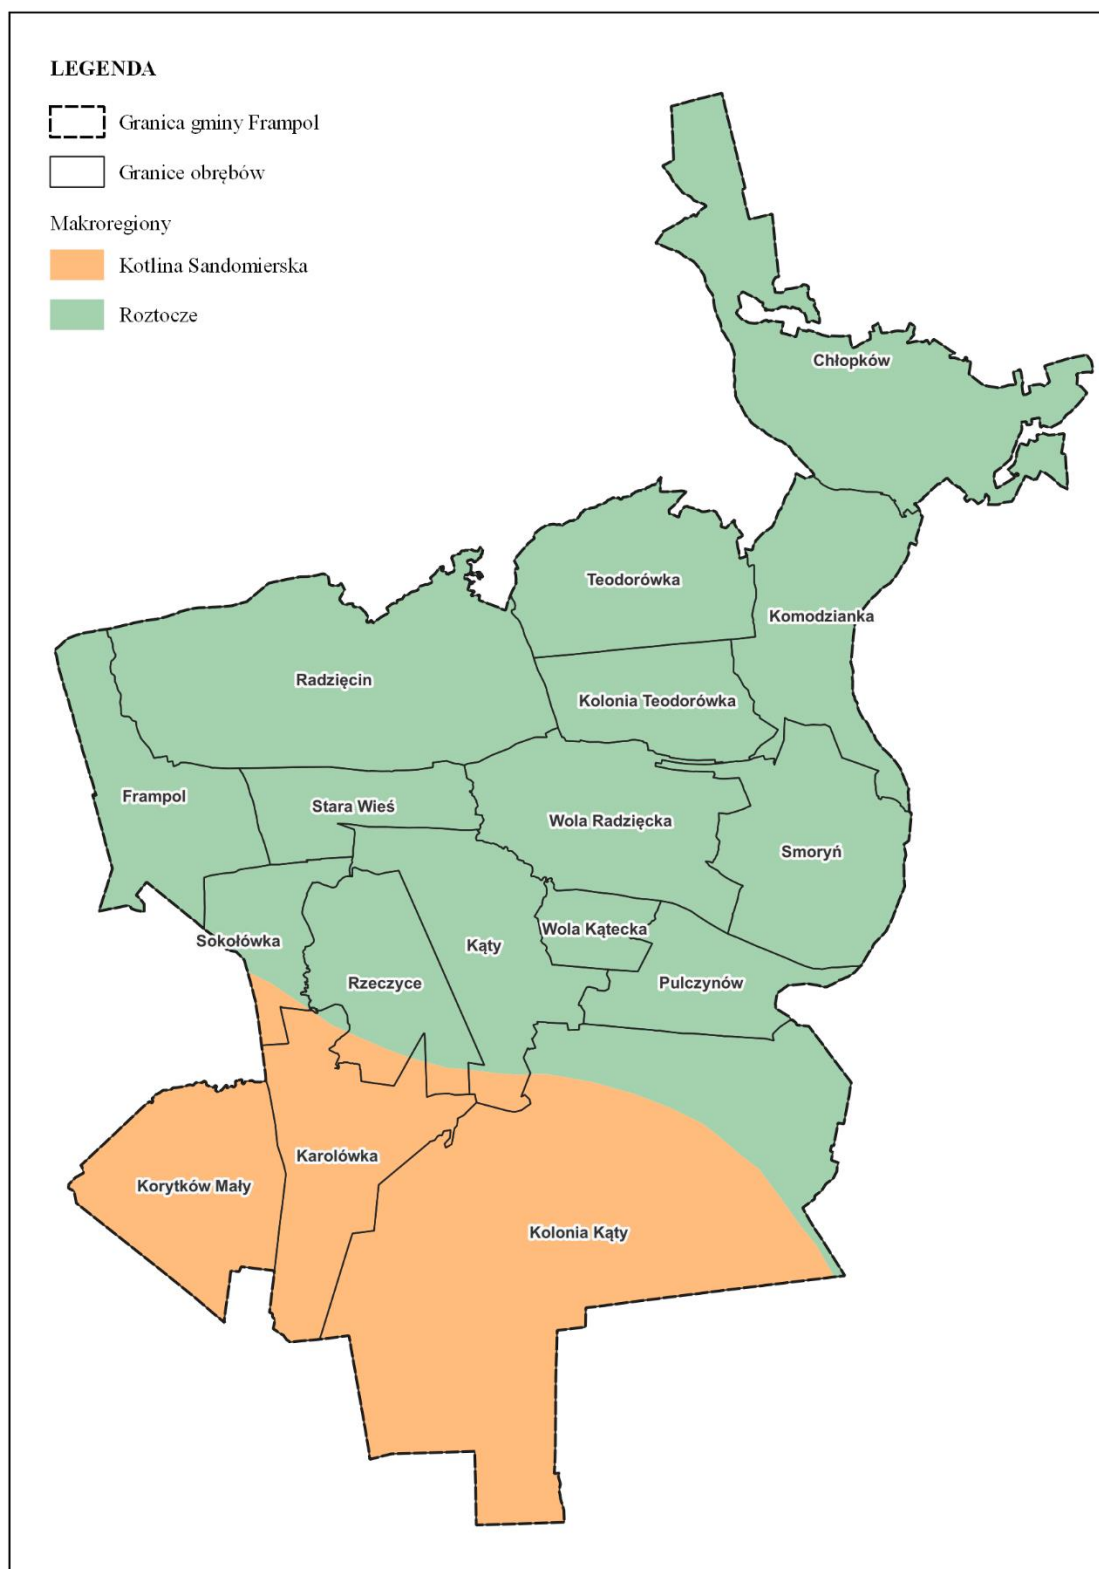 LEGENDA
Granica gminy Frampol
Granice obrębów
Makroregiony
Kotlina Sandomierska
Roztocze
Chłopków
Teodorówka
Komodzianka
Radzięcin
Kolonia Teodorówka
Frampol
Stara Wieś
Wola Radzięcka
Smoryń
Sokołówka
Wola Kątecka
Kąty
Rzeczyce
Pulczynów
Karolówka
Korytków Mały
Kolonia Kąty